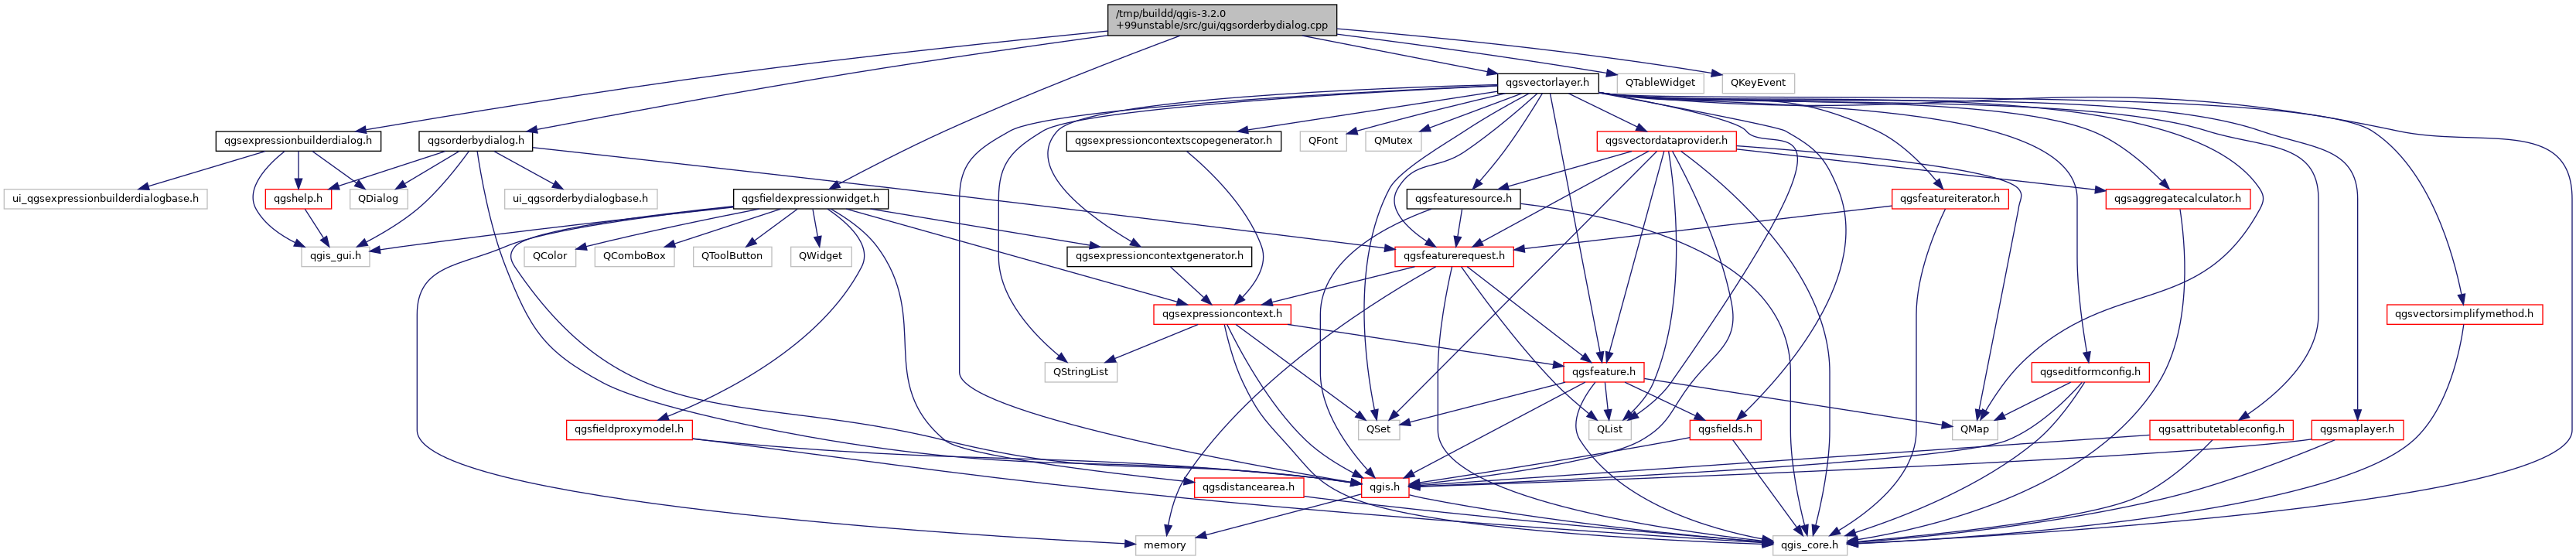 /tmp/buildd/qgis-3.2.0
+99unstable/src/gui/qgsorderbydialog.cpp
qgsvectorlayer.h
QTableWidget
QKeyEvent
qgsexpressionbuilderdialog.h
qgsorderbydialog.h
qgsexpressioncontextscopegenerator.h
QFont
QMutex
qgsvectordataprovider.h
ui_qgsexpressionbuilderdialogbase.h
qgshelp.h
QDialog
ui_qgsorderbydialogbase.h
qgsfieldexpressionwidget.h
qgsfeaturesource.h
qgsfeatureiterator.h
qgsaggregatecalculator.h
qgis_gui.h
QColor
QComboBox
QToolButton
QWidget
qgsexpressioncontextgenerator.h
qgsfeaturerequest.h
qgsexpressioncontext.h
qgsvectorsimplifymethod.h
QStringList
qgsfeature.h
qgseditformconfig.h
qgsfieldproxymodel.h
QSet
QList
qgsfields.h
QMap
qgsattributetableconfig.h
qgsmaplayer.h
qgsdistancearea.h
qgis.h
memory
qgis_core.h